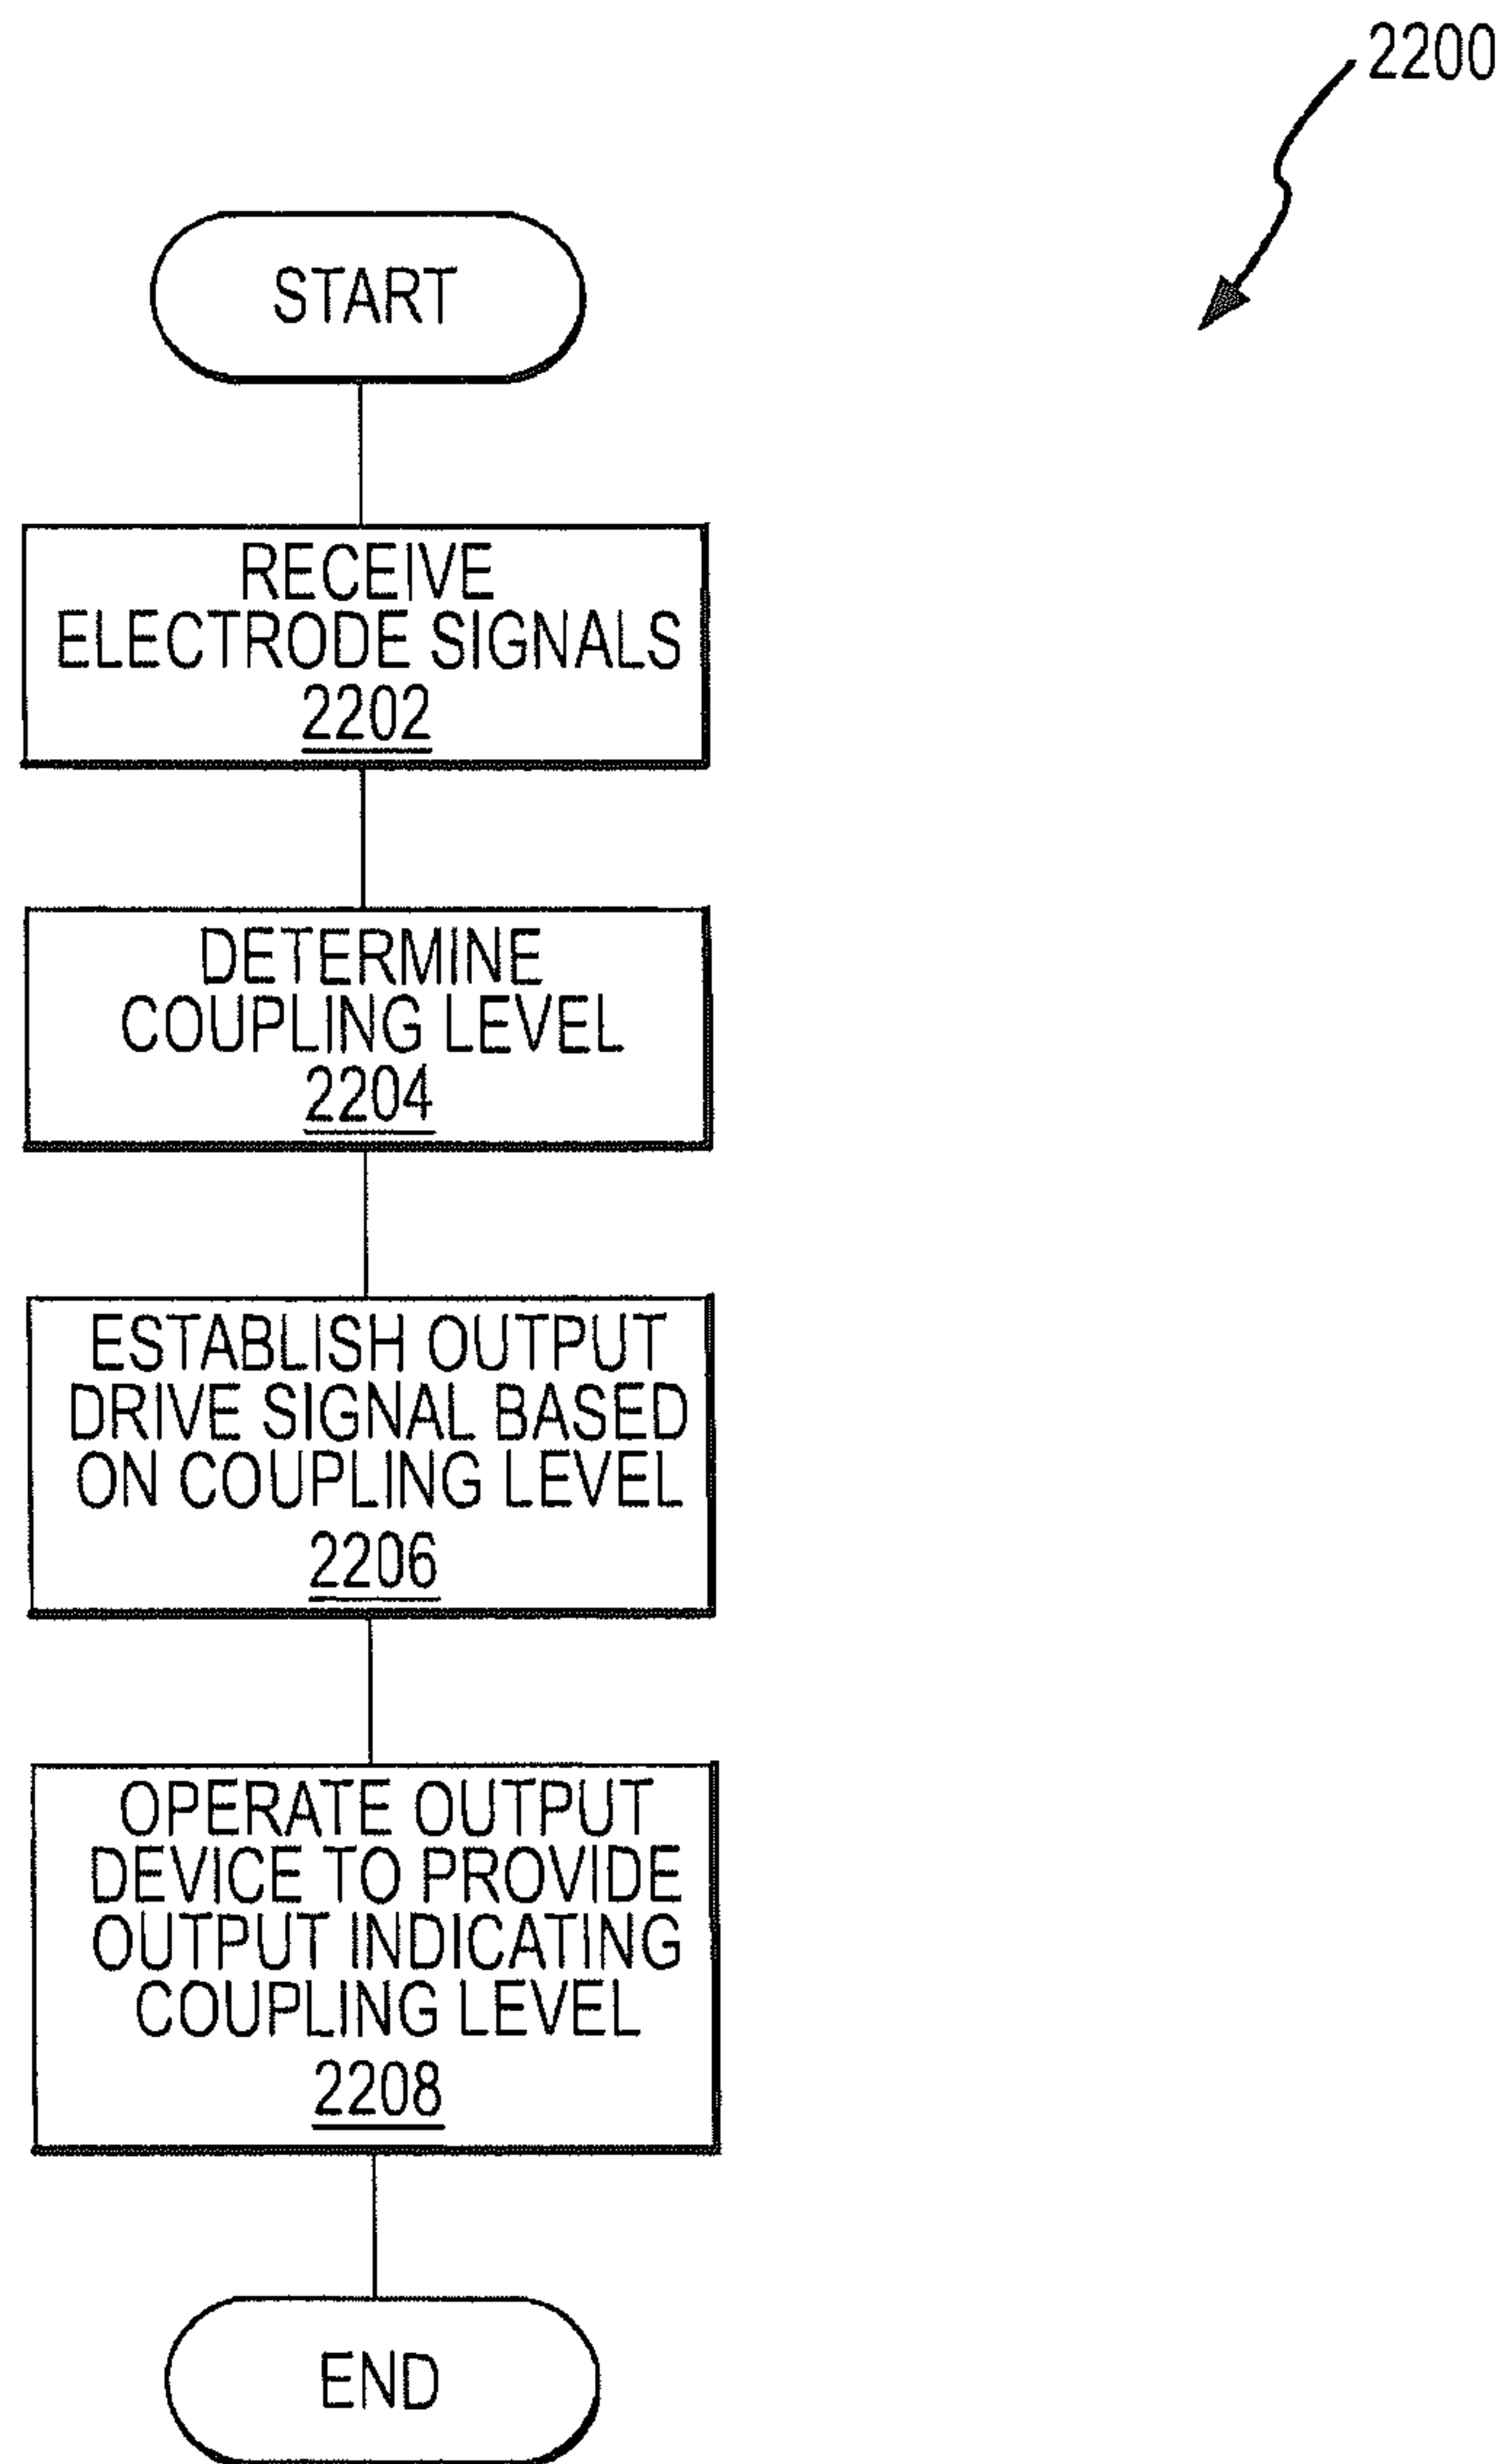 2200
START
RECEIVE
ELECTRODE SIGNALS
2202
DETERMINE
COUPLING LEVEL
2204
ESTABLISH OUTPUT
DRIVE SIGNAL BASED
ON COUPLING LEVEL
2206
OPERATE OUTPUT
DEVICE TO PROVIDE
OUTPUT INDICATING
COUPLING LEVEL
2208
END